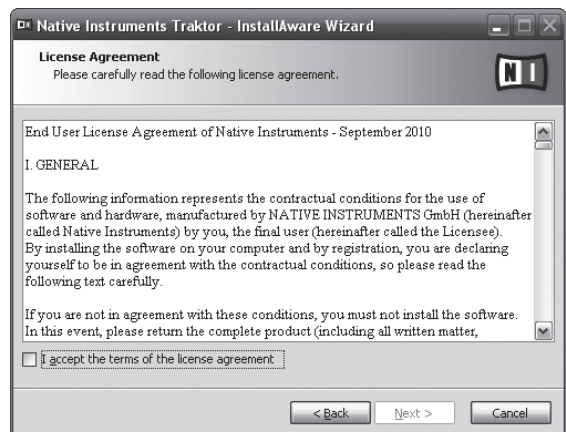 Native Instruments Traktor - InstallAware Wizard
License Agreement
Please carefully read the following license agreement.
N I
End User License Agreement of Native Instruments - September 2010
I. GENERAL
The following information represents the contractual conditions for the use of
software and hardware, manufactured by NATIVE INSTRUMENTS GmbH (hereinafter
called Native Instruments) by you, the final user (hereinafter called the Licensee).
By installing the software on your computer and by registration, you are declaring
yourself to be in agreement with the contractual conditions, so please read the
following text carefully.
If you are not in agreement with these conditions, you must not install the software.
In this event, please return the complete product (including all written matter,
I accept the terms of the license agreement
< Back Next > Cancel